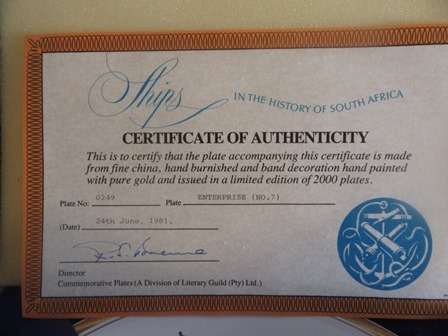 Ships
IN THE HISTORY OF SOUTH AFRICA
CERTIFICATE OF AUTHENTICITY
This is to certify that the plate accompanying this certificate is made
from fine china, hand burnished and band decoration hand painted
with pure gold and issued in a limited edition of 2000 plates.
Plate No: 0249 Plate ENTERPRISE (NO.7)
(Date) 24th June, 1981.
Director
Commemorative Plates (A Division of Literary Guild (Pty) Ltd.)